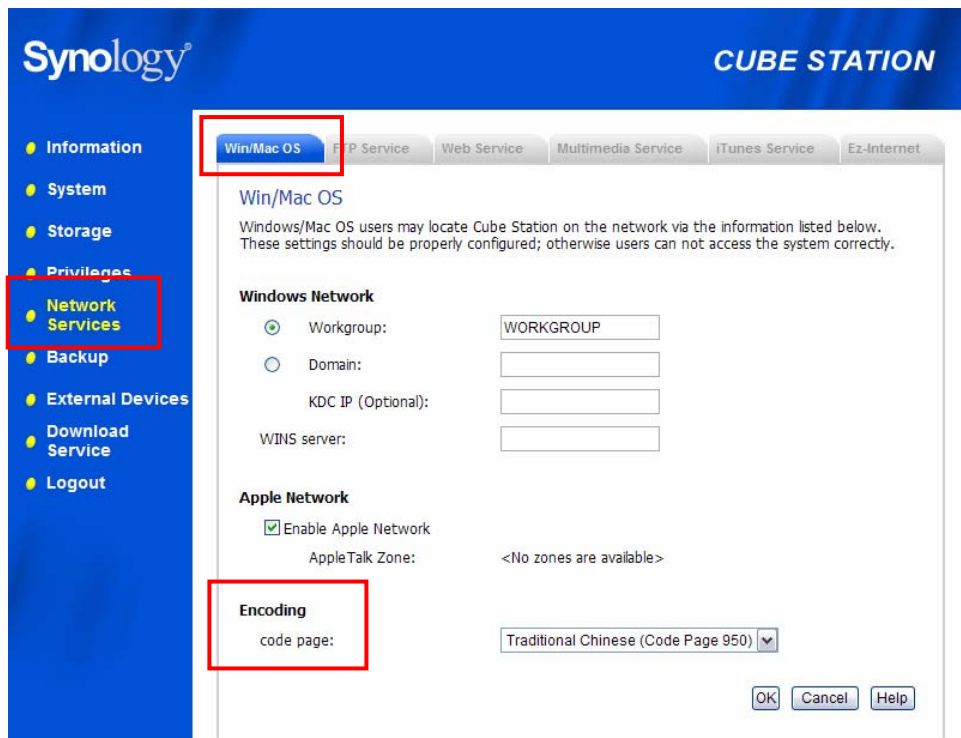 Synology®
CUBE STATION
Information
System
Storage
Privileges
Network
Services
Backup
External Devices
Download
Service
Logout
Win/Mac OS
FTP Service
Web Service
Multimedia Service
iTunes Service
Ez-Internet
Win/Mac OS
Windows/Mac OS users may locate Cube Station on the network via the information listed below.
These settings should be properly configured; otherwise users can not access the system correctly.
Windows Network
Workgroup: WORKGROUP
Domain:
KDC IP (Optional):
WINS server:
Apple Network
Enable Apple Network
AppleTalk Zone: <No zones are available>
Encoding
code page: Traditional Chinese (Code Page 950)
OK Cancel Help